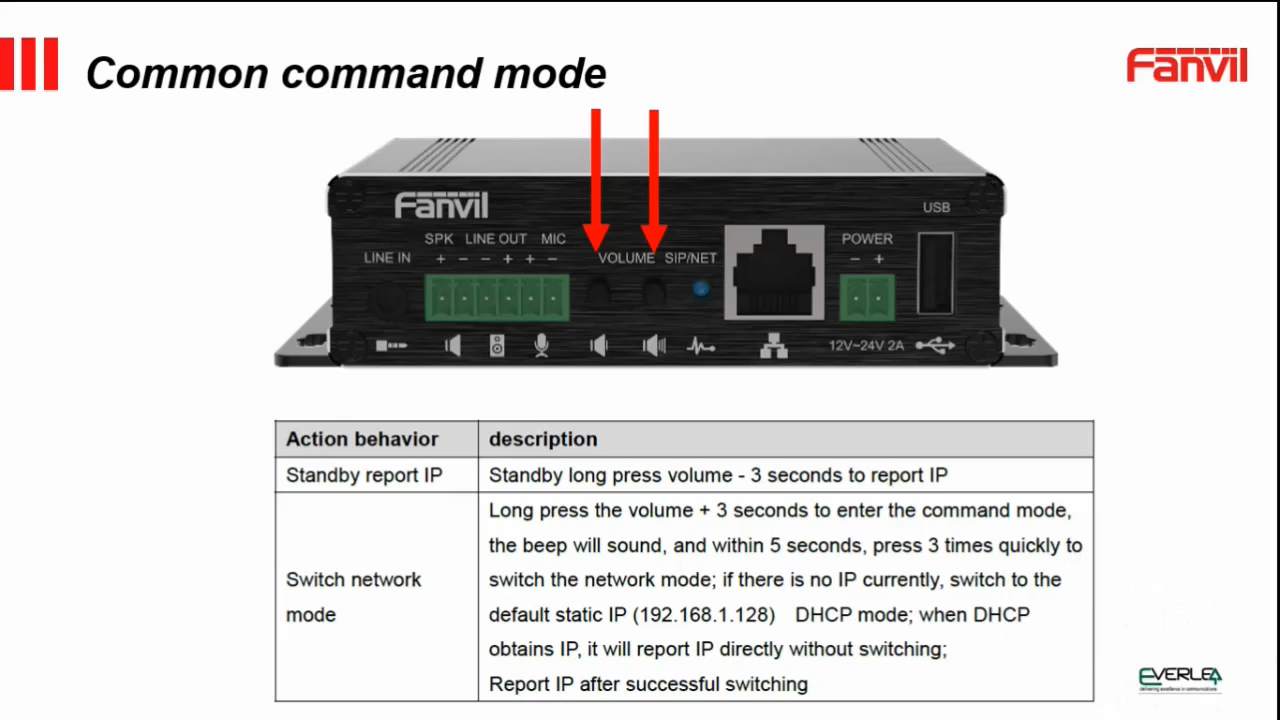 Common command mode
Fanvil
Fanvil
USB
SPK LINE OUT MIC
POWER
LINE IN + − − + + − VOLUME SIP/NET − +
12V~24V 2A
Action behavior description
Standby report IP Standby long press volume - 3 seconds to report IP
Switch network mode
Long press the volume + 3 seconds to enter the command mode,
the beep will sound, and within 5 seconds, press 3 times quickly to
switch the network mode; if there is no IP currently, switch to the
default static IP (192.168.1.128) DHCP mode; when DHCP
obtains IP, it will report IP directly without switching;
Report IP after successful switching
EVERLEA
delivering excellence in communications